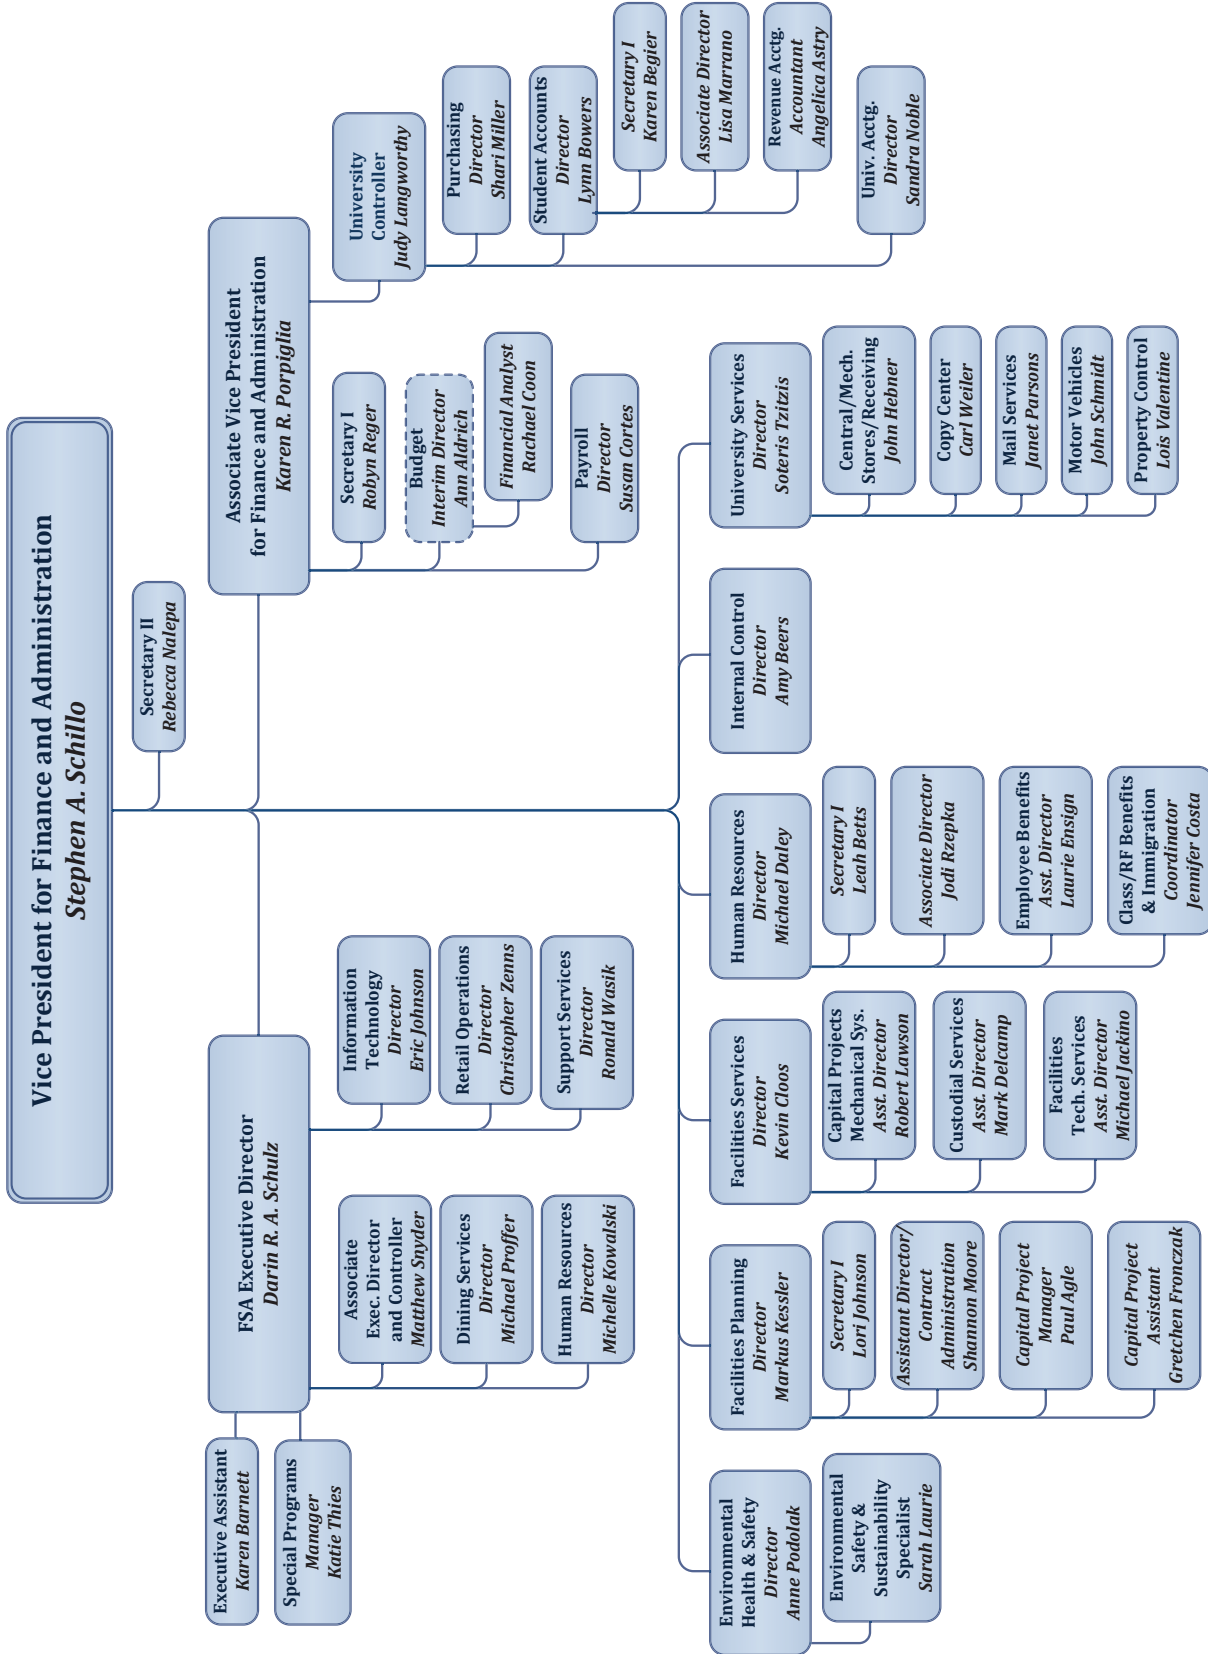 Vice President for Finance and Administration
Stephen A. Schillo
Secretary II
Rebecca Nalepa
FSA Executive Director
Darin R. A. Schulz
Executive Assistant
Karen Barnett
Special Programs
Manager
Katie Thies
Associate
Exec. Director
and Controller
Matthew Snyder
Dining Services
Director
Michael Proffer
Human Resources
Director
Michelle Kowalski
Information
Technology
Director
Eric Johnson
Retail Operations
Director
Christopher Zenns
Support Services
Director
Ronald Wasik
Associate Vice President
for Finance and Administration
Karen R. Porpiglia
Secretary I
Robyn Reger
Budget
Interim Director
Ann Aldrich
Financial Analyst
Rachael Coon
Payroll
Director
Susan Cortes
University
Controller
Judy Langworthy
Purchasing
Director
Shari Miller
Student Accounts
Director
Lynn Bowers
Secretary I
Karen Begier
Associate Director
Lisa Marrano
Revenue Acctg.
Accountant
Angelica Astry
Univ. Acctg.
Director
Sandra Noble
Environmental
Health & Safety
Director
Anne Podolak
Environmental
Safety &
Sustainability
Specialist
Sarah Laurie
Facilities Planning
Director
Markus Kessler
Secretary I
Lori Johnson
Assistant Director/
Contract
Administration
Shannon Moore
Capital Project
Manager
Paul Agle
Capital Project
Assistant
Gretchen Fronczak
Facilities Services
Director
Kevin Cloos
Capital Projects
Mechanical Sys.
Asst. Director
Robert Lawson
Custodial Services
Asst. Director
Mark Delcamp
Facilities
Tech. Services
Asst. Director
Michael Jackino
Human Resources
Director
Michael Daley
Secretary I
Leah Betts
Associate Director
Jodi Rzepka
Employee Benefits
Asst. Director
Laurie Ensign
Class/RF Benefits
& Immigration
Coordinator
Jennifer Costa
Internal Control
Director
Amy Beers
University Services
Director
Soteris Tzitzis
Central/Mech.
Stores/Receiving
John Hebner
Copy Center
Carl Weiler
Mail Services
Janet Parsons
Motor Vehicles
John Schmidt
Property Control
Lois Valentine